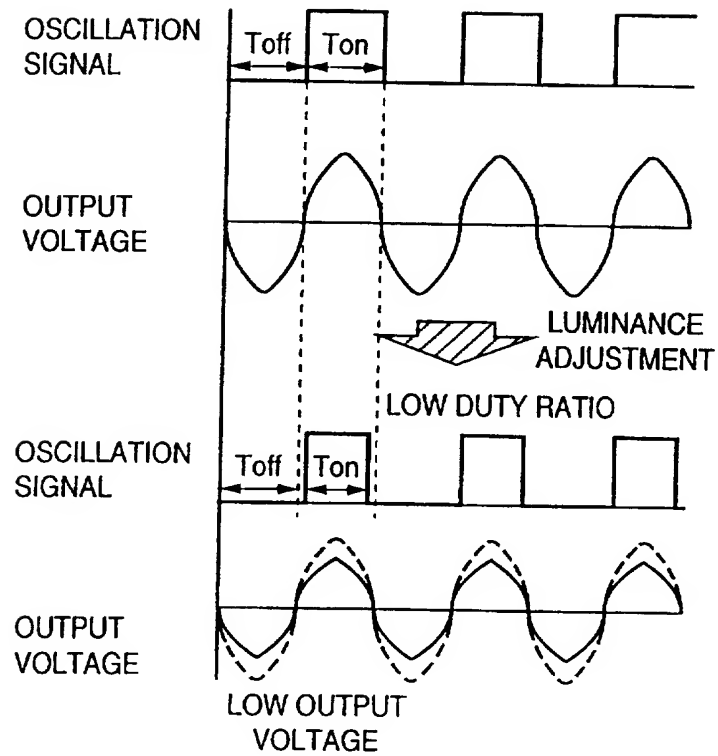 OSCILLATION
SIGNAL
Toff
Ton
OUTPUT
VOLTAGE
LUMINANCE
ADJUSTMENT
LOW DUTY RATIO
OSCILLATION
SIGNAL
Toff
Ton
OUTPUT
VOLTAGE
LOW OUTPUT
VOLTAGE